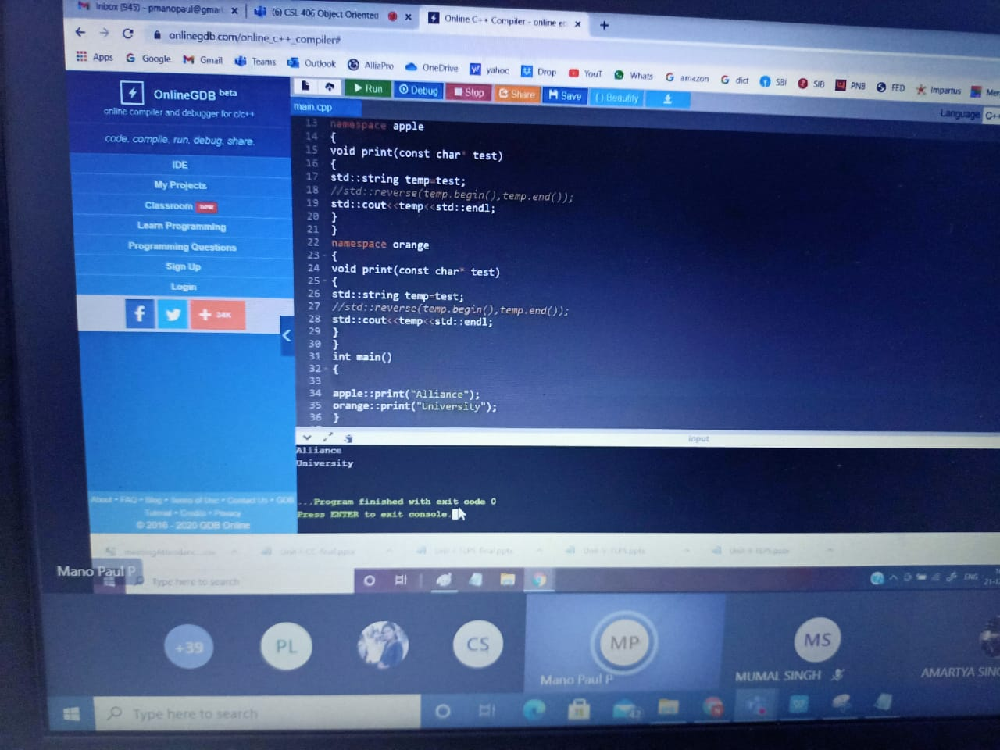 Inbox (945) - pmanopaul@gmai
(6) CSL 406 Object Oriented
Online C++ Compiler - online e
onlinegdb.com/online_c++_compiler#
Apps Google Gmail Teams Outlook AlliaPro OneDrive yahoo Drop YouT Whats amazon dict SBI SIB PNB FED Impartus Mer
OnlineGDB beta
online compiler and debugger for c/c++
code. compile. run. debug. share.
IDE
My Projects
Classroom new
Learn Programming
Programming Questions
Sign Up
Login
34K
About • FAQ • Blog • Terms of Use • Contact Us • GDB
Tutorial • Credits • Privacy
© 2016 - 2020 GDB Online
Run Debug Stop Share Save { } Beautify
Language C++
main.cpp
13 namespace apple
14 {
15 void print(const char* test)
16 {
17 std::string temp=test;
18 //std::reverse(temp.begin(),temp.end());
19 std::cout<<temp<<std::endl;
20 }
21 }
22 namespace orange
23 {
24 void print(const char* test)
25 {
26 std::string temp=test;
27 //std::reverse(temp.begin(),temp.end());
28 std::cout<<temp<<std::endl;
29 }
30 }
31 int main()
32 {
33
34 apple::print("Alliance");
35 orange::print("University");
36 }
input
Alliance
University
...Program finished with exit code 0
Press ENTER to exit console.
Mano Paul P
Type here to search
ENG
+39 PL CS MP MS
Mano Paul P
MUMAL SINGH
AMARTYA SING
Type here to search